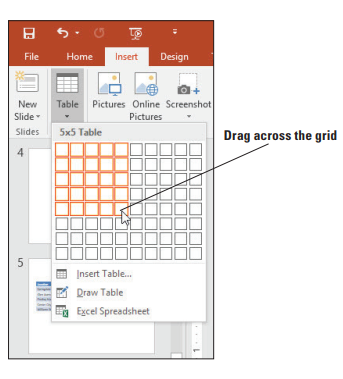 File Home Insert Design
New Slide
Table
Pictures
Online Pictures
Screenshot
Slides
5x5 Table
Drag across the grid
4
5
Insert Table...
Draw Table
Excel Spreadsheet